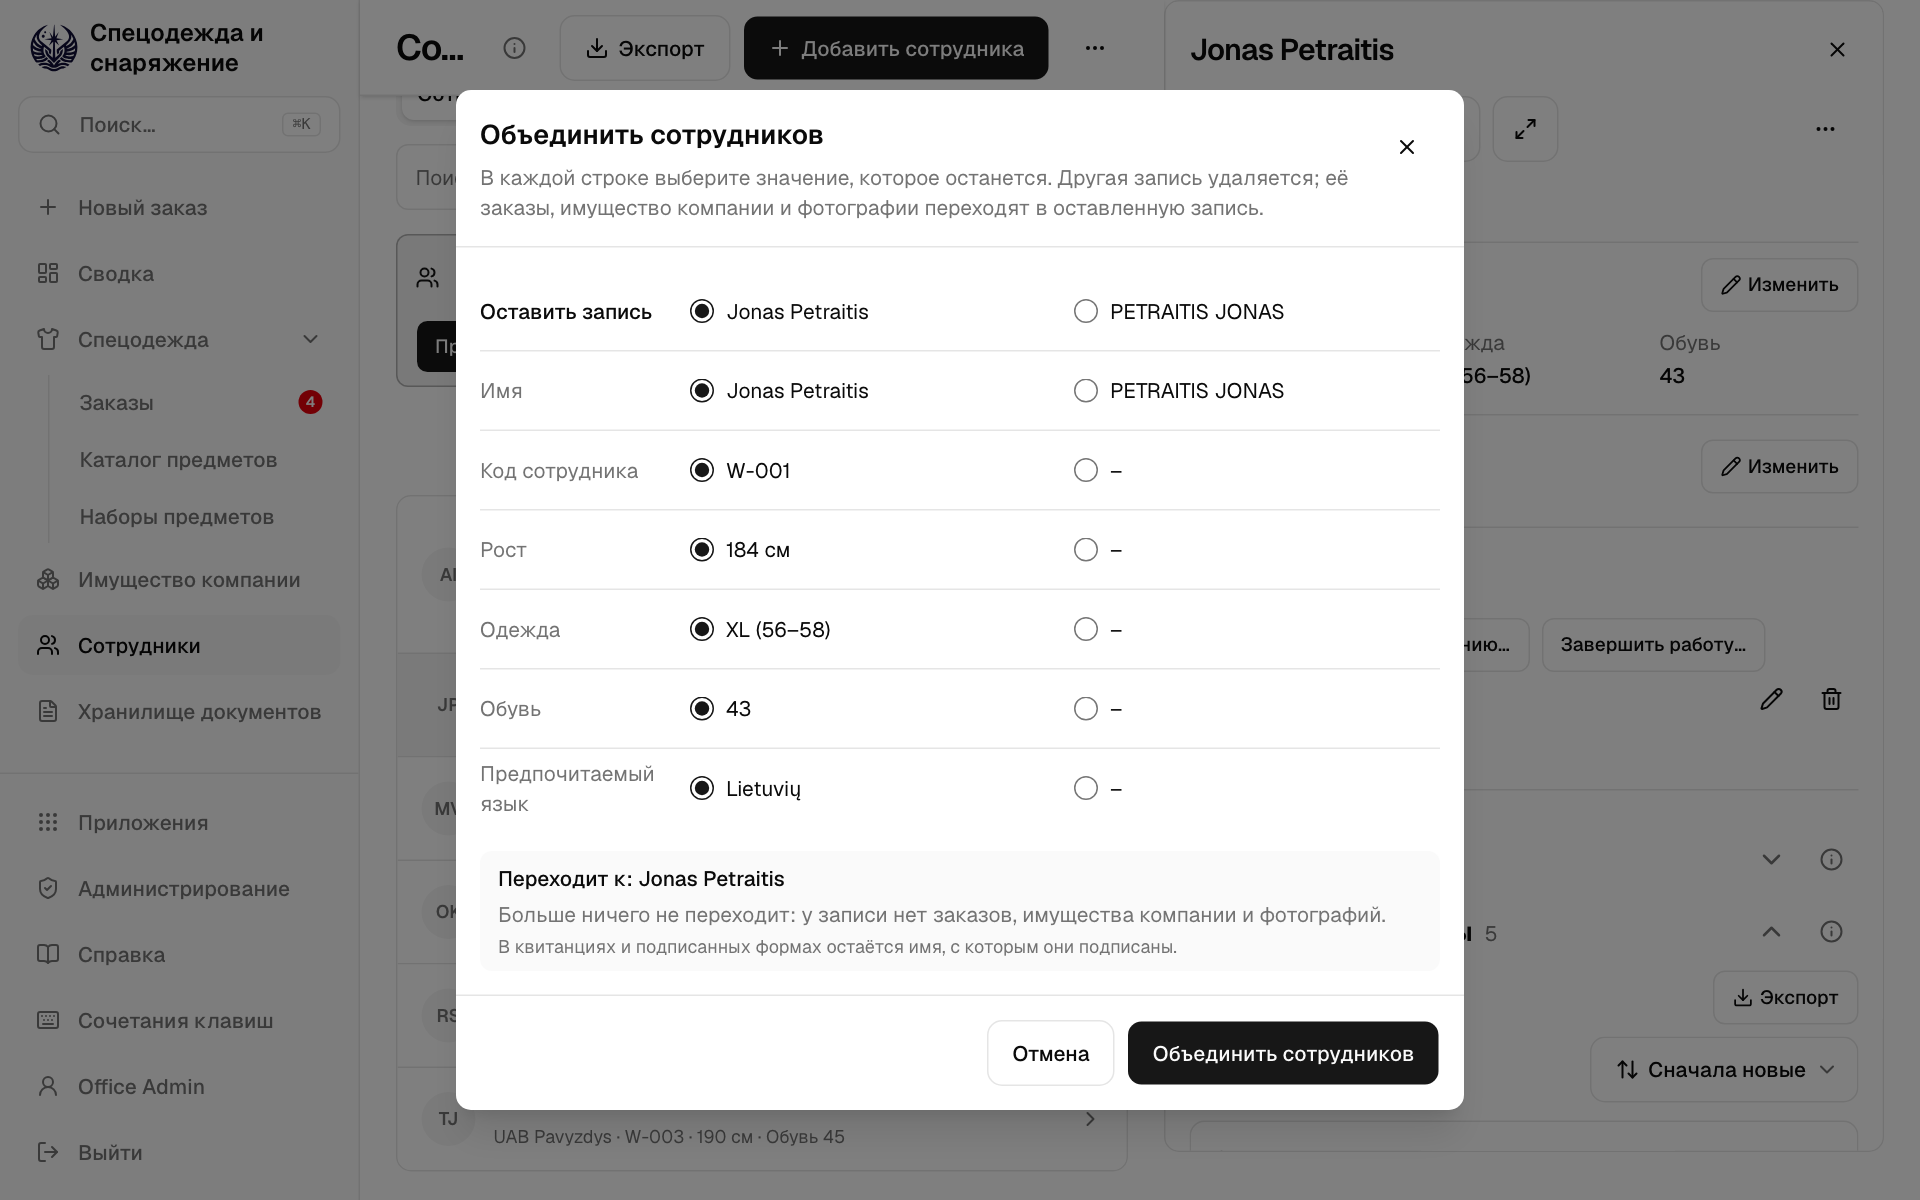 Спецодежда и
снаряжение
Поиск...
⌘K
Новый заказ
Сводка
Спецодежда
Заказы
4
Каталог предметов
Наборы предметов
Имущество компании
Сотрудники
Хранилище документов
Приложения
Администрирование
Справка
Сочетания клавиш
Office Admin
Выйти
Со...
Экспорт
Добавить сотрудника
TJ
UAB Pavyzdys · W-003 · 190 см · Обувь 45
Jonas Petraitis
Изменить
Обувь
56–58)
43
Изменить
Завершить работу...
5
Экспорт
Сначала новые
Объединить сотрудников
В каждой строке выберите значение, которое останется. Другая запись удаляется; её
заказы, имущество компании и фотографии переходят в оставленную запись.
Оставить запись Jonas Petraitis PETRAITIS JONAS
Имя Jonas Petraitis PETRAITIS JONAS
Код сотрудника W-001 –
Рост 184 см –
Одежда XL (56–58) –
Обувь 43 –
Предпочитаемый
язык Lietuvių –
Переходит к: Jonas Petraitis
Больше ничего не переходит: у записи нет заказов, имущества компании и фотографий.
В квитанциях и подписанных формах остаётся имя, с которым они подписаны.
Отмена
Объединить сотрудников